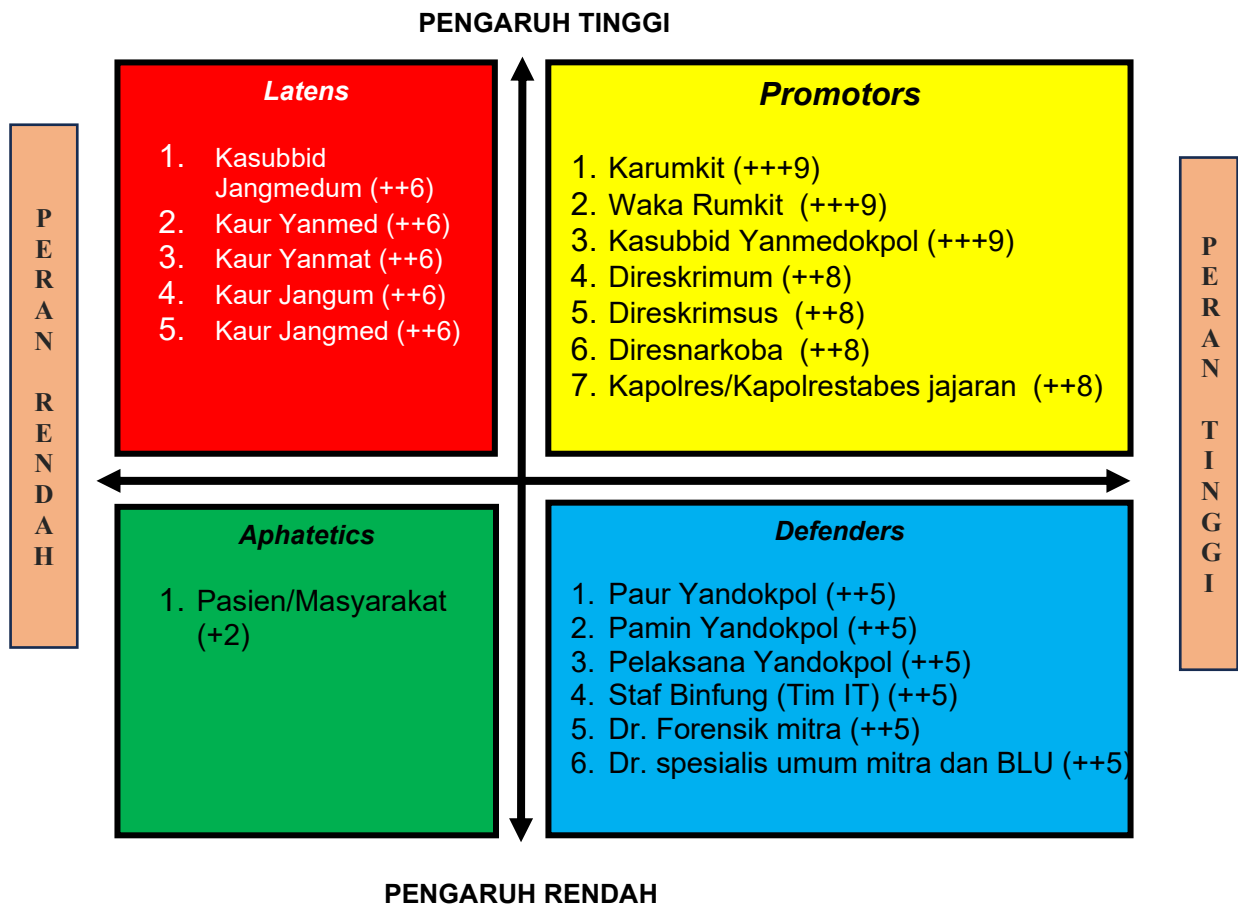 PENGARUH TINGGI
PERAN RENDAH
Latens
1. Kasubbid
Jangmedum (++6)
2. Kaur Yanmed (++6)
3. Kaur Yanmat (++6)
4. Kaur Jangum (++6)
5. Kaur Jangmed (++6)
Promotors
1. Karumkit (+++9)
2. Waka Rumkit (+++9)
3. Kasubbid Yanmedokpol (+++9)
4. Direskrimum (++8)
5. Direskrimsus (++8)
6. Diresnarkoba (++8)
7. Kapolres/Kapolrestabes jajaran (++8)
PERAN TINGGI
Aphatetics
1. Pasien/Masyarakat
(+2)
Defenders
1. Paur Yandokpol (++5)
2. Pamin Yandokpol (++5)
3. Pelaksana Yandokpol (++5)
4. Staf Binfung (Tim IT) (++5)
5. Dr. Forensik mitra (++5)
6. Dr. spesialis umum mitra dan BLU (++5)
PENGARUH RENDAH